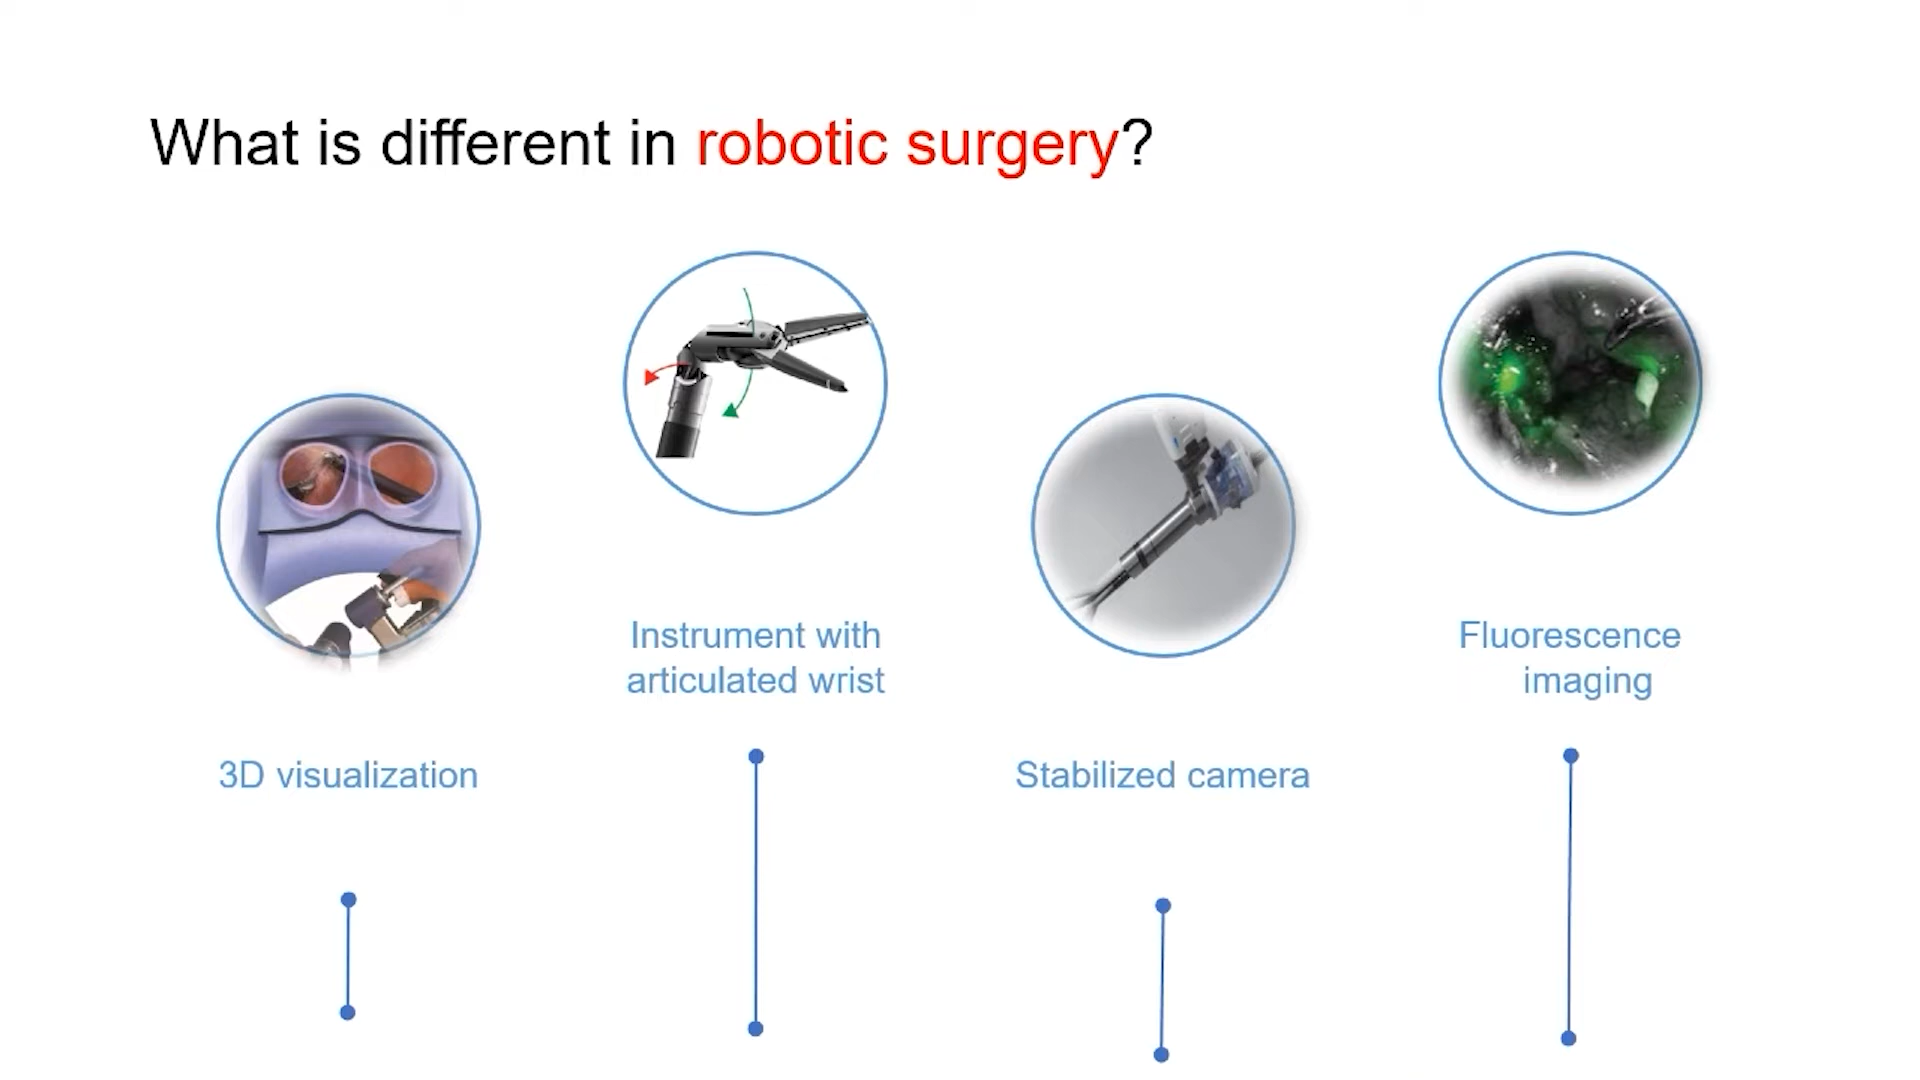 What is different in robotic surgery?
Instrument with
articulated wrist
Fluorescence
imaging
3D visualization
Stabilized camera